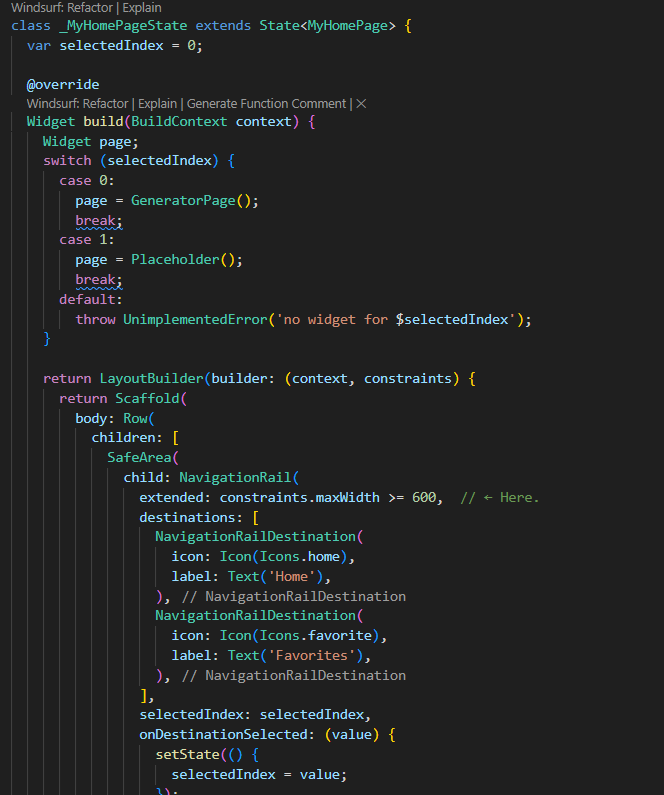 Windsurf: Refactor | Explain
class _MyHomePageState extends State<MyHomePage> {
  var selectedIndex = 0;

  @override
  Windsurf: Refactor | Explain | Generate Function Comment | ×
  Widget build(BuildContext context) {
    Widget page;
    switch (selectedIndex) {
      case 0:
        page = GeneratorPage();
        break;
      case 1:
        page = Placeholder();
        break;
      default:
        throw UnimplementedError('no widget for $selectedIndex');
    }

    return LayoutBuilder(builder: (context, constraints) {
      return Scaffold(
        body: Row(
          children: [
            SafeArea(
              child: NavigationRail(
                extended: constraints.maxWidth >= 600,  // ← Here.
                destinations: [
                  NavigationRailDestination(
                    icon: Icon(Icons.home),
                    label: Text('Home'),
                  ), // NavigationRailDestination
                  NavigationRailDestination(
                    icon: Icon(Icons.favorite),
                    label: Text('Favorites'),
                  ), // NavigationRailDestination
                ],
                selectedIndex: selectedIndex,
                onDestinationSelected: (value) {
                  setState(() {
                    selectedIndex = value;
                  });